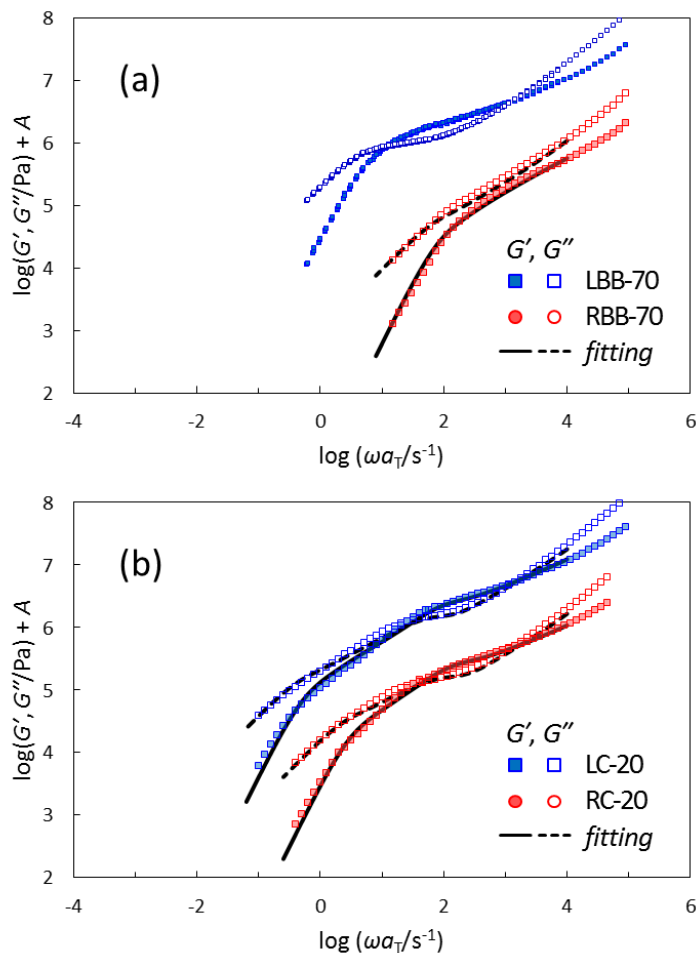 8
7
6
5
4
3
2
(a)
log(G′, G″/Pa) + A
G′, G″
LBB-70
RBB-70
fitting
-4 -2 0 2 4 6
log (ωaT/s⁻¹)
8
7
6
5
4
3
2
(b)
log(G′, G″/Pa) + A
G′, G″
LC-20
RC-20
fitting
-4 -2 0 2 4 6
log (ωaT/s⁻¹)